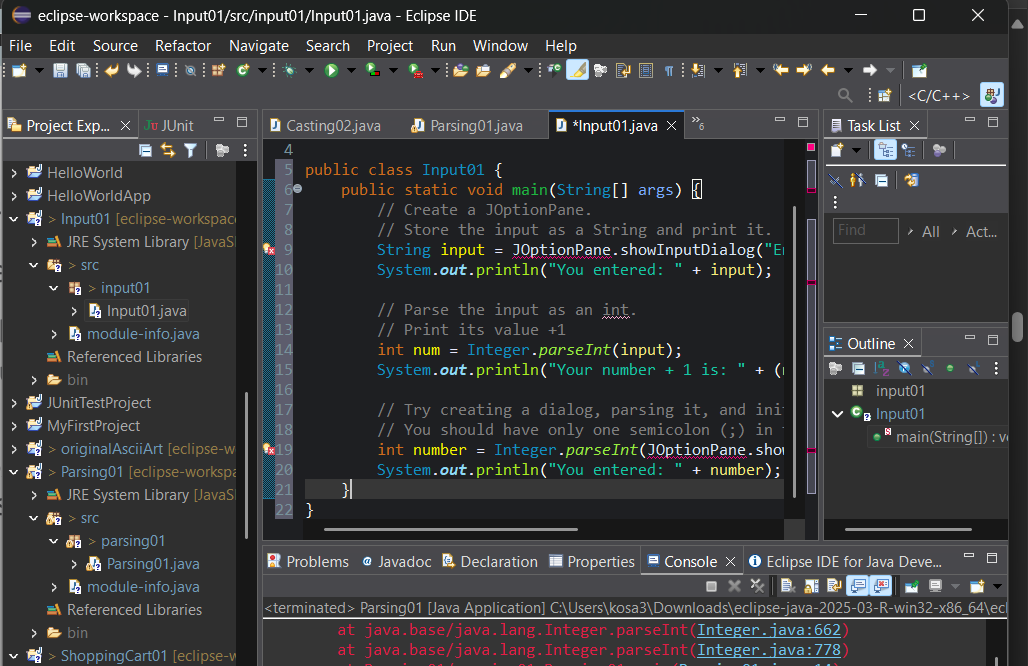 eclipse-workspace - Input01/src/input01/Input01.java - Eclipse IDE
File Edit Source Refactor Navigate Search Project Run Window Help
<C/C++>
Project Exp...
JUnit
HelloWorld
HelloWorldApp
> Input01 [eclipse-workspace
JRE System Library [JavaS
> src
> input01
Input01.java
module-info.java
Referenced Libraries
bin
JUnitTestProject
MyFirstProject
> originalAsciiArt [eclipse-w
> Parsing01 [eclipse-workspa
JRE System Library [JavaS
> src
> parsing01
Parsing01.java
module-info.java
Referenced Libraries
bin
> ShoppingCart01 [eclipse-w
Casting02.java Parsing01.java *Input01.java »6
4
5 public class Input01 {
6 public static void main(String[] args) {
7 // Create a JOptionPane.
8 // Store the input as a String and print it.
9 String input = JOptionPane.showInputDialog("E
10 System.out.println("You entered: " + input);
11
12 // Parse the input as an int.
13 // Print its value +1
14 int num = Integer.parseInt(input);
15 System.out.println("Your number + 1 is: " + (
16
17 // Try creating a dialog, parsing it, and ini
18 // You should have only one semicolon (;) in
19 int number = Integer.parseInt(JOptionPane.sho
20 System.out.println("You entered: " + number);
21 }
22 }
Task List
Find All Act...
Outline
input01
Input01
main(String[]) : v
Problems Javadoc Declaration Properties Console Eclipse IDE for Java Deve...
<terminated> Parsing01 [Java Application] C:\Users\kosa3\Downloads\eclipse-java-2025-03-R-win32-x86_64\ecl
at java.base/java.lang.Integer.parseInt(Integer.java:662)
at java.base/java.lang.Integer.parseInt(Integer.java:778)